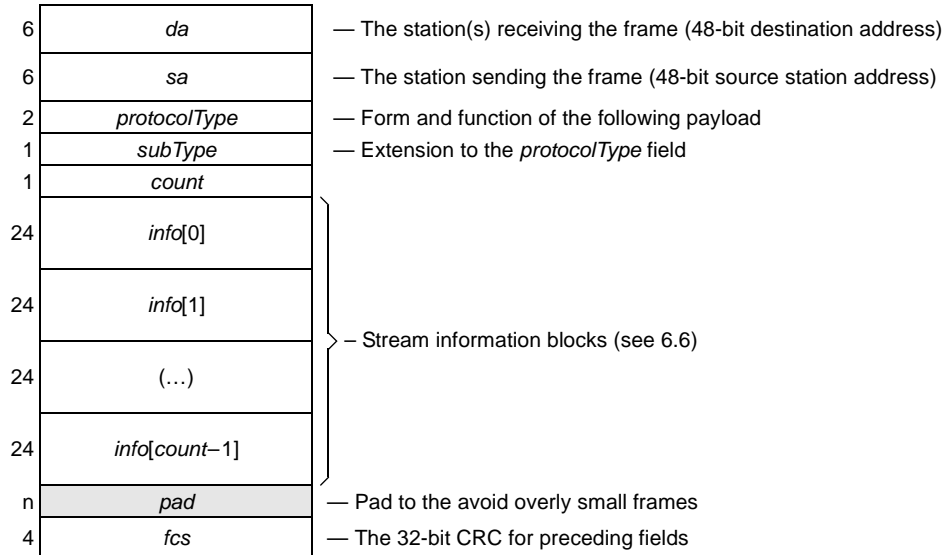 6 da — The station(s) receiving the frame (48-bit destination address)
6 sa — The station sending the frame (48-bit source station address)
2 protocolType — Form and function of the following payload
1 subType — Extension to the protocolType field
1 count
24 info[0]
24 info[1]
– Stream information blocks (see 6.6)
24 (…)
24 info[count–1]
n pad — Pad to the avoid overly small frames
4 fcs — The 32-bit CRC for preceding fields